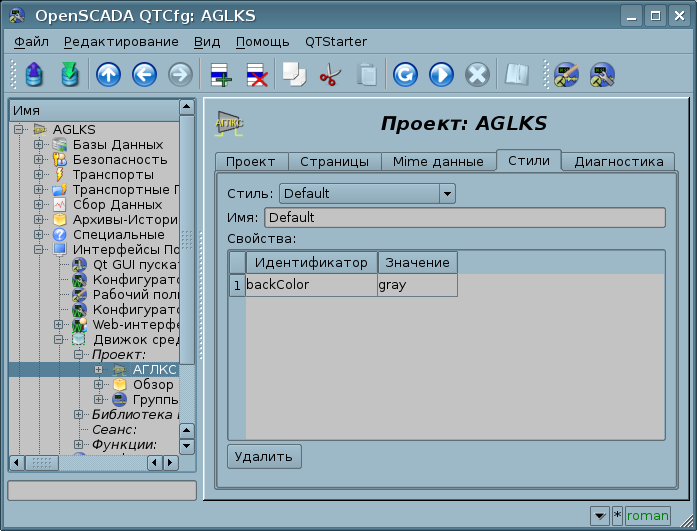 OpenSCADA QTCfg: AGLKS
Файл Редактирование Вид Помощь QTStarter
Имя
AGLKS
Базы Данных
Безопасность
Транспорты
Транспортные
Сбор Данных
Архивы-Истори
Специальные
Интерфейсы По
Qt GUI пуска
Конфигурато
Рабочий пол
Конфигурато
Web-интерфе
Движок сред
Проект:
АГЛКС
Обзор
Группы
Библиотека
Сеанс:
Функции:
АГЛКС
Проект: AGLKS
Проект Страницы Mime данные Стили Диагностика
Стиль: Default
Имя: Default
Свойства:
Идентификатор Значение
1 backColor gray
Удалить
* roman